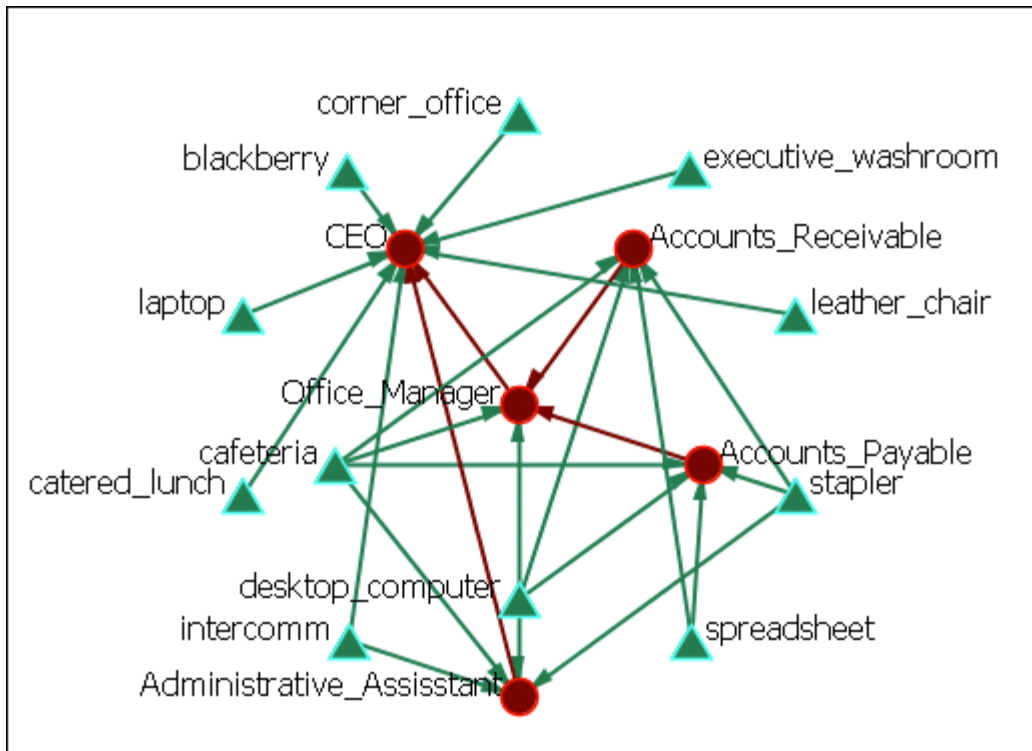 corner_office
blackberry
executive_washroom
CEO
Accounts_Receivable
laptop
leather_chair
Office_Manager
cafeteria
Accounts_Payable
catered_lunch
stapler
desktop_computer
intercomm
spreadsheet
Administrative_Assisstant